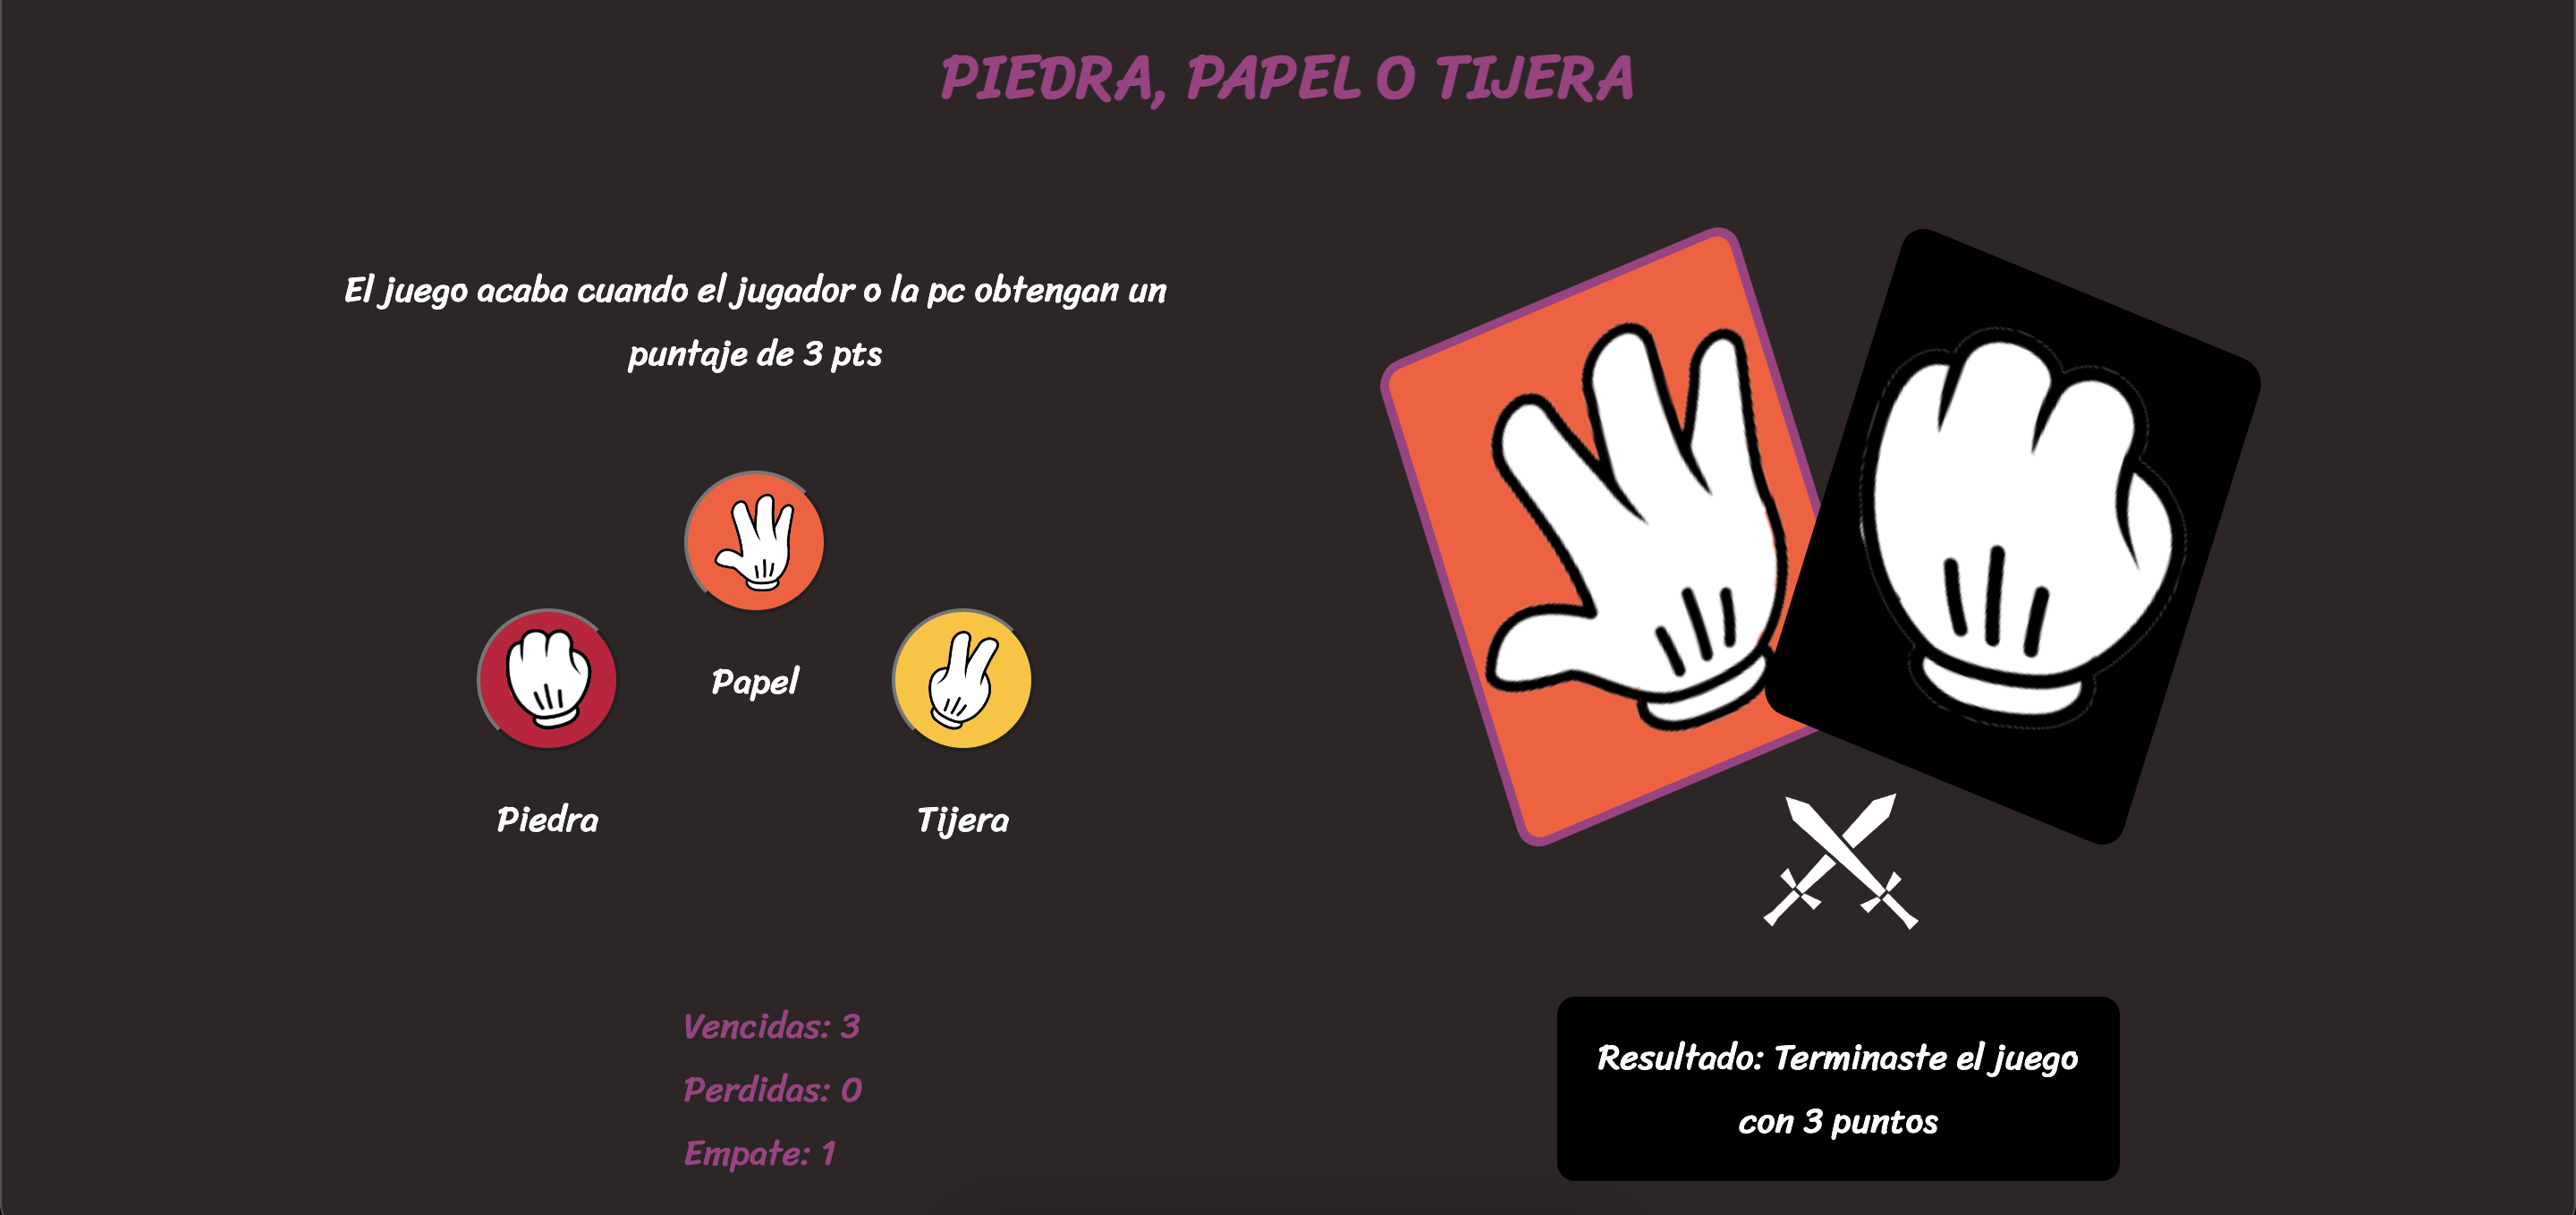 PIEDRA, PAPEL O TIJERA
El juego acaba cuando el jugador o la pc obtengan un
puntaje de 3 pts
Papel
Piedra
Tijera
Vencidas: 3
Perdidas: 0
Empate: 1
Resultado: Terminaste el juego
con 3 puntos